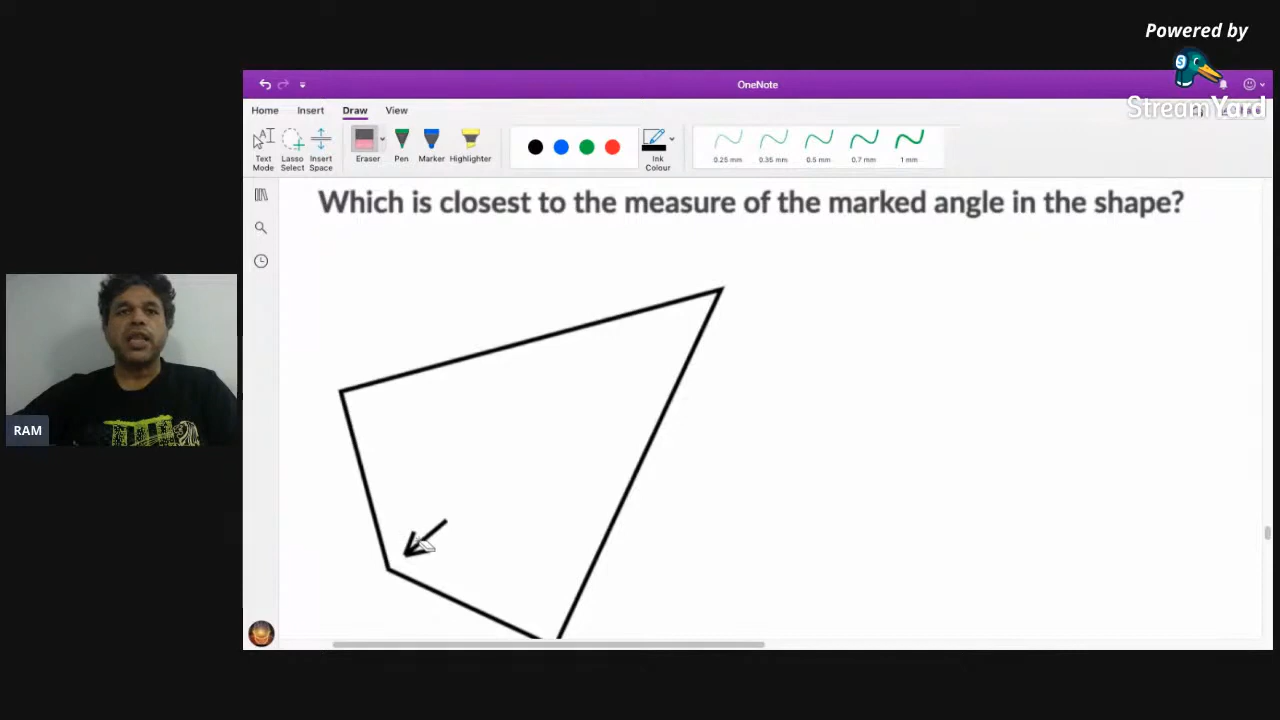 Powered by
StreamYard
OneNote
Home Insert Draw View
Text Mode
Lasso Select
Insert Space
Eraser
Pen
Marker
Highlighter
Ink Colour
0.25 mm 0.35 mm 0.5 mm 0.7 mm 1 mm
Which is closest to the measure of the marked angle in the shape?
RAM